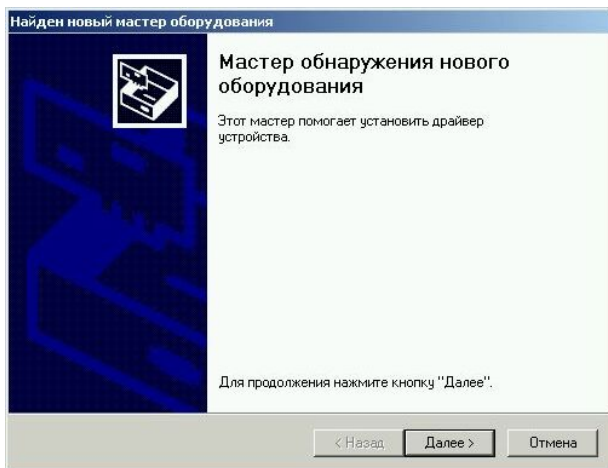 Найден новый мастер оборудования
Мастер обнаружения нового
оборудования
Этот мастер помогает установить драйвер
устройства.
Для продолжения нажмите кнопку "Далее".
< Назад Далее > Отмена